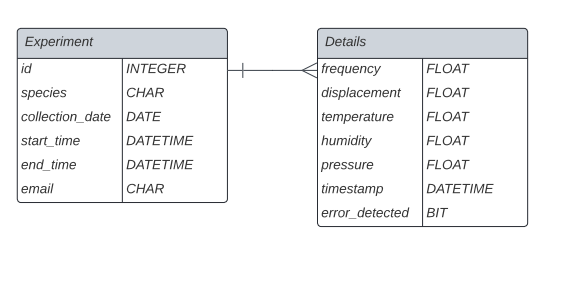 Experiment
id INTEGER
species CHAR
collection_date DATE
start_time DATETIME
end_time DATETIME
email CHAR
Details
frequency FLOAT
displacement FLOAT
temperature FLOAT
humidity FLOAT
pressure FLOAT
timestamp DATETIME
error_detected BIT